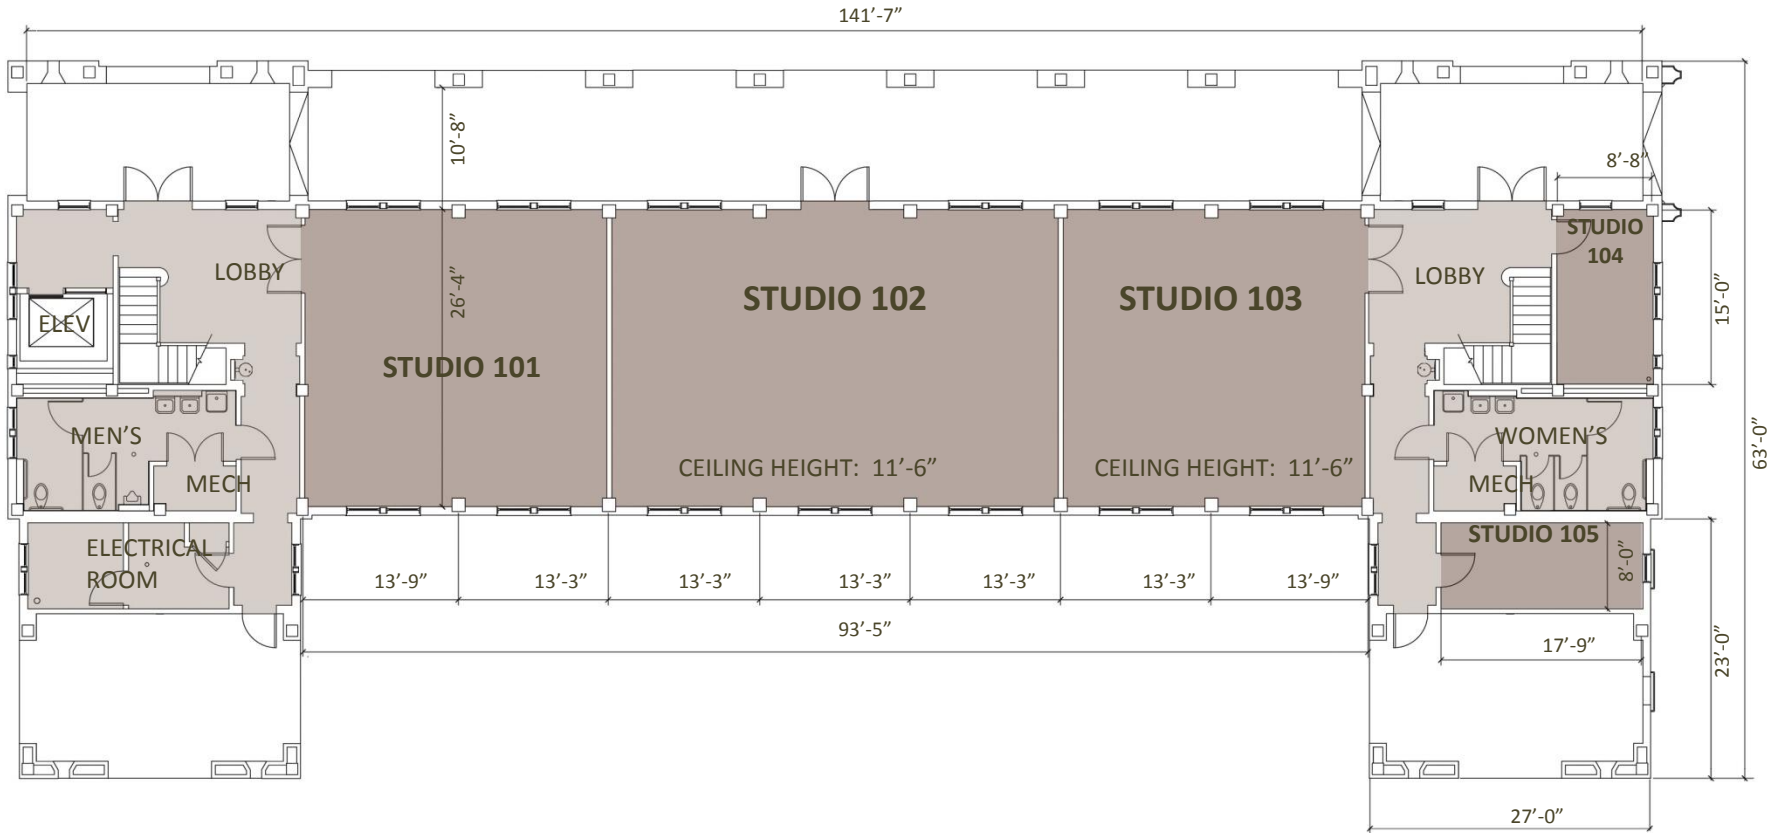 141’-7”
10’-8”
8’-8”
STUDIO
104
LOBBY
26’-4”
STUDIO 102
STUDIO 103
LOBBY
15’-0”
ELEV
STUDIO 101
MEN’S
WOMEN’S
63’-0”
CEILING HEIGHT: 11’-6”
CEILING HEIGHT: 11’-6”
MECH
MECH
STUDIO 105
ELECTRICAL
ROOM
8’-0”
13’-9”
13’-3”
13’-3”
13’-3”
13’-3”
13’-3”
13’-9”
93’-5”
17’-9”
23’-0”
27’-0”